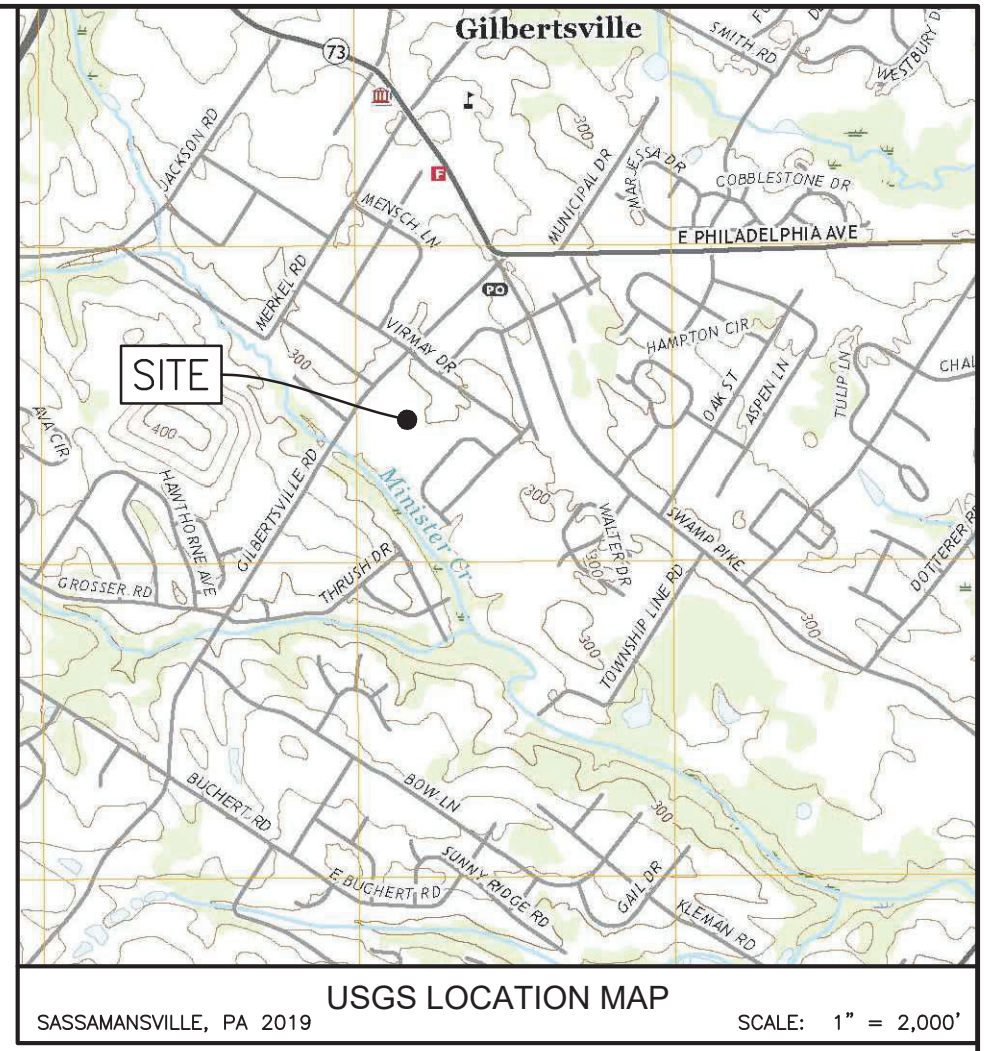 Gilbertsville
SMITH RD
WESTBURY D
73
JACKSON RD
300
MUNICIPAL DR
MARJESSA DR
COBBLESTONE DR
MENSCH LN
E PHILADELPHIA AVE
MERKEL RD
PO
F
VIRMAY DR
HAMPTON CIR
300
SITE
OAK ST
ASPEN LN
TULIP LN
CHAL
400
AVA CIR
HAWTHORNE AVE
GILBERTSVILLE RD
Minister Cr
300
WALTER DR
SWAMP PIKE
300
DOTTERER RD
GROSSER RD
THRUSH DR
TOWNSHIP LINE RD
300
300
BUCHERT RD
BOW LN
300
E BUCHERT RD
SUNNY RIDGE RD
GAIL DR
KLEMAN RD
USGS LOCATION MAP
SASSAMANSVILLE, PA 2019
SCALE: 1" = 2,000'